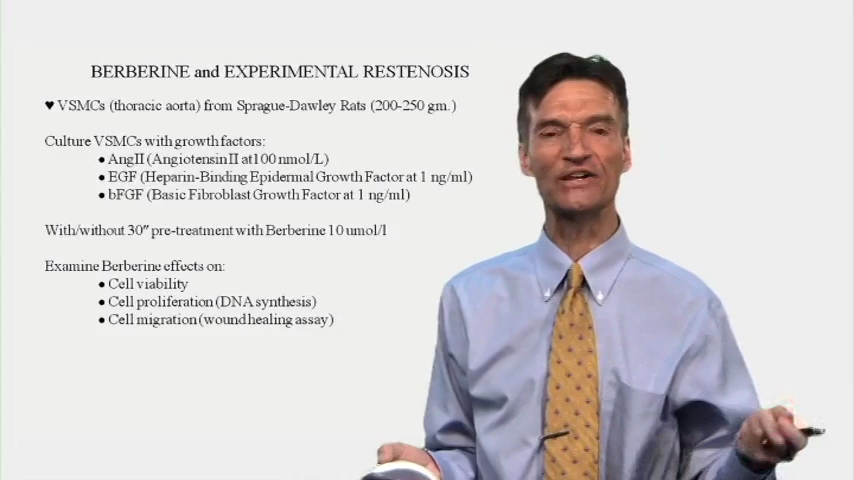 BERBERINE and EXPERIMENTAL RESTENOSIS
♥ VSMCs (thoracic aorta) from Sprague-Dawley Rats (200-250 gm.)
Culture VSMCs with growth factors:
● AngII (Angiotensin II at100 nmol/L)
● EGF (Heparin-Binding Epidermal Growth Factor at 1 ng/ml)
● bFGF (Basic Fibroblast Growth Factor at 1 ng/ml)
With/without 30″ pre-treatment with Berberine 10 umol/l
Examine Berberine effects on:
● Cell viability
● Cell proliferation (DNA synthesis)
● Cell migration (wound healing assay)